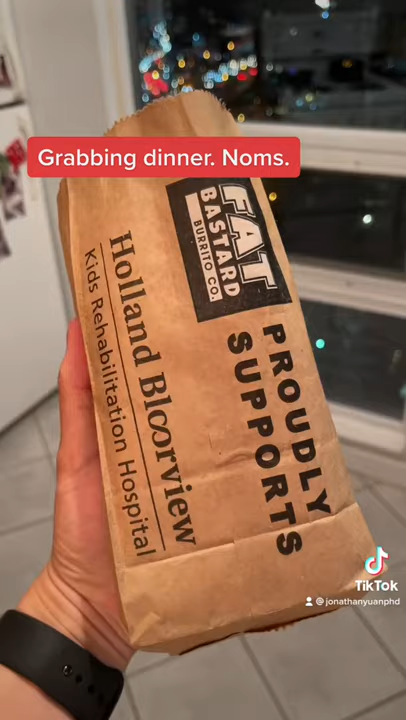 Grabbing dinner. Noms.
FAT
BASTARD
BURRITO CO.
PROUDLY
SUPPORTS
Holland Bloorview
Kids Rehabilitation Hospital
TikTok
@jonathanyuanphd